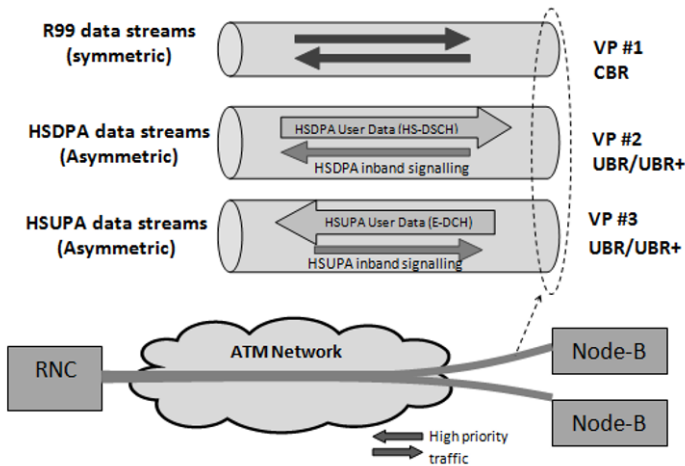 R99 data streams
(symmetric)
VP #1
CBR
HSDPA data streams
(Asymmetric)
HSDPA User Data (HS-DSCH)
HSDPA inband signalling
VP #2
UBR/UBR+
HSUPA data streams
(Asymmetric)
HSUPA User Data (E-DCH)
HSUPA inband signalling
VP #3
UBR/UBR+
RNC
ATM Network
Node-B
Node-B
High priority
traffic